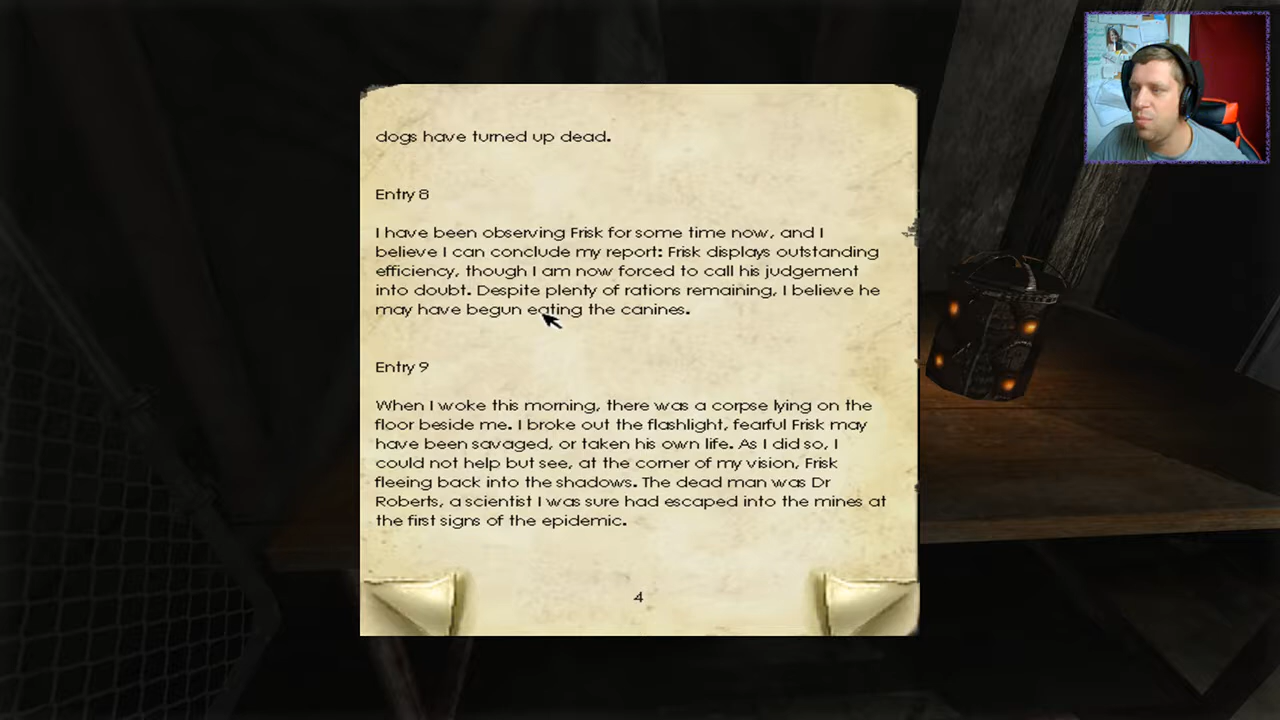 dogs have turned up dead.
Entry 8
I have been observing Frisk for some time now, and I
believe I can conclude my report: Frisk displays outstanding
efficiency, though I am now forced to call his judgement
into doubt. Despite plenty of rations remaining, I believe he
may have begun eating the canines.
Entry 9
When I woke this morning, there was a corpse lying on the
floor beside me. I broke out the flashlight, fearful Frisk may
have been savaged, or taken his own life. As I did so, I
could not help but see, at the corner of my vision, Frisk
fleeing back into the shadows. The dead man was Dr
Roberts, a scientist I was sure had escaped into the mines at
the first signs of the epidemic.
4